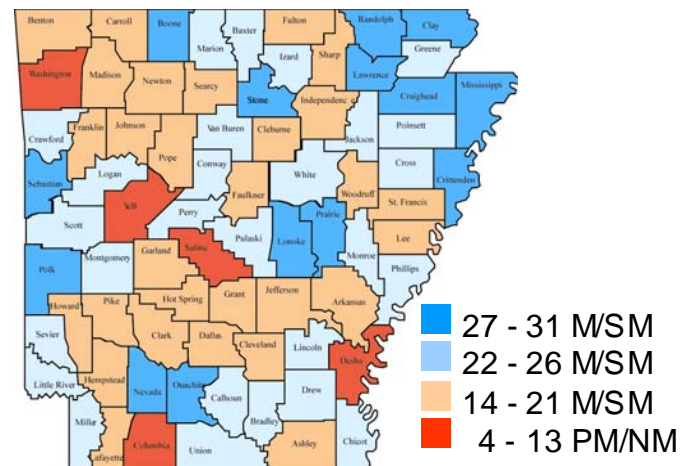 Benton Carroll Boone Baxter Fulton Randolph Clay
Marion Izard Sharp Greene
Washington Madison Newton Searcy Lawrence Mississippi
Stone Independenc e Craighead
Crawford Franklin Johnson Van Buren Cleburne Jackson Poinsett
Pope Conway Cross
Sebastian Logan White Crittenden
Yell Faulkner Woodruff St. Francis
Scott Perry Prairie
Pulaski Lonoke Lee
Polk Montgomery Garland Saline Monroe Phillips
Howard Pike Hot Spring Grant Jefferson Arkansas
Sevier Clark Dallas Cleveland Lincoln Desha
Little River Hempstead Nevada Ouachita Calhoun Drew
Miller Bradley
Lafayette Columbia Union Ashley Chicot
27 - 31 M/SM
22 - 26 M/SM
14 - 21 M/SM
4 - 13 PM/NM